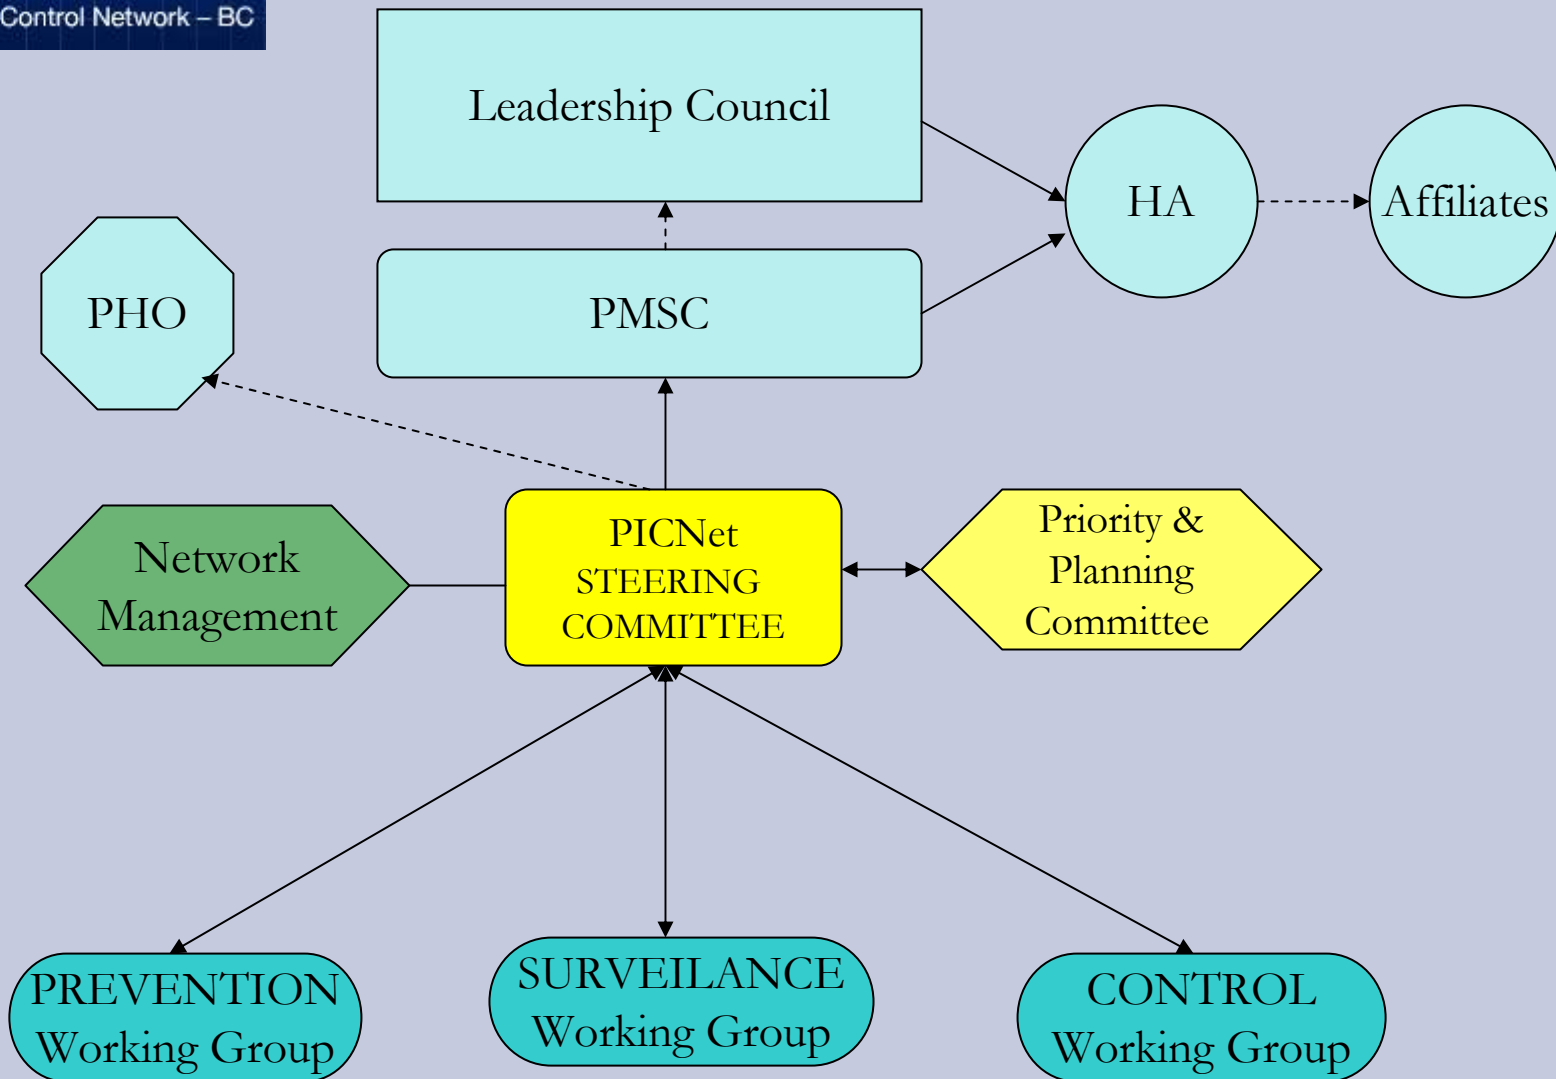 Control Network – BC
Leadership Council
HA
Affiliates
PHO
PMSC
Network
Management
PICNet
STEERING
COMMITTEE
Priority &
Planning
Committee
PREVENTION
Working Group
SURVEILANCE
Working Group
CONTROL
Working Group